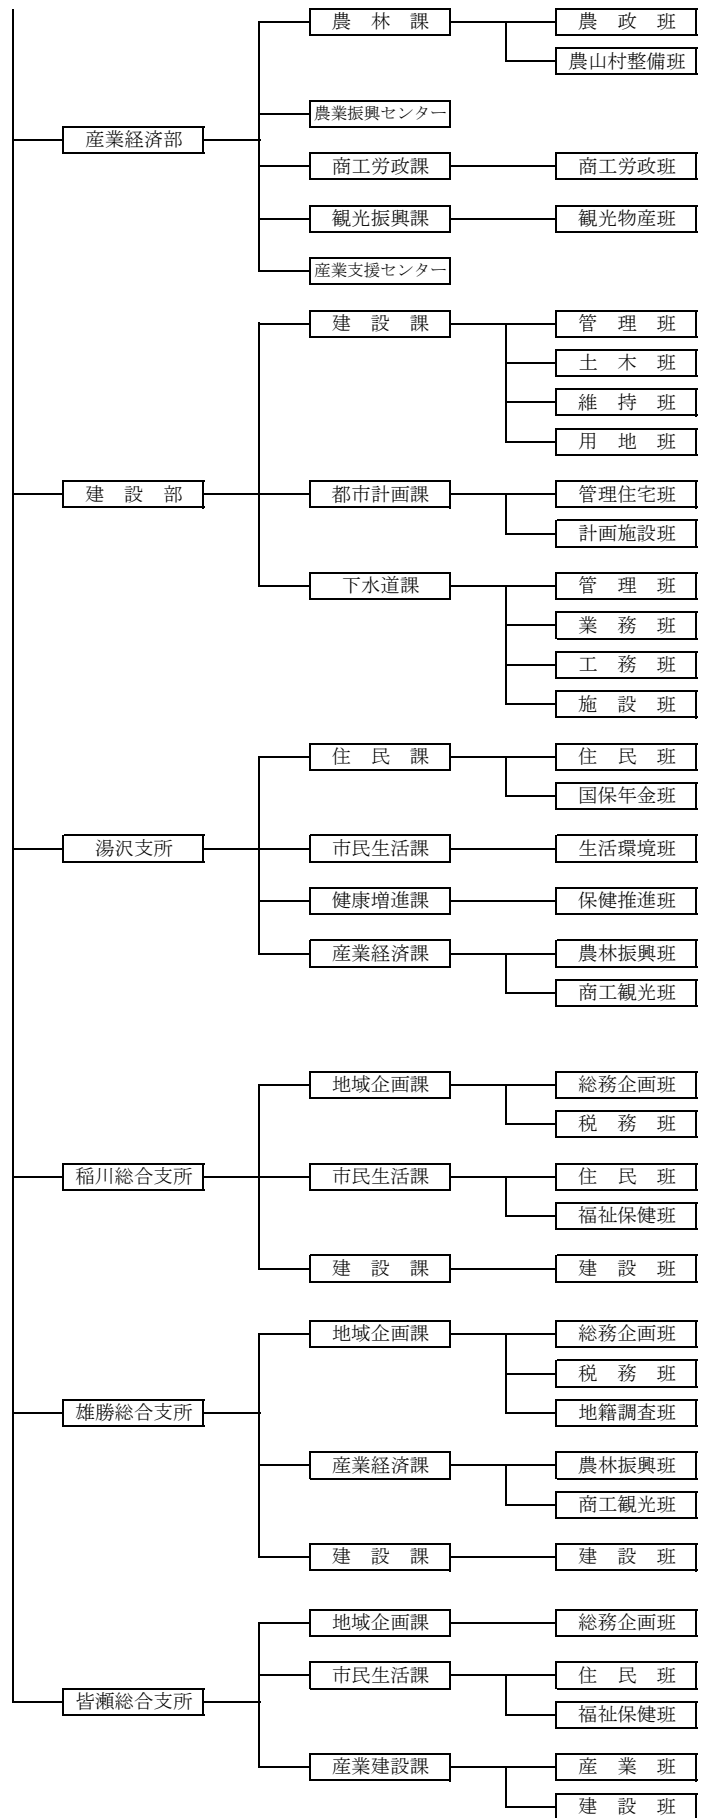 農　林　課　農　政　班
農山村整備班
農業振興センター
産業経済部
商工労政課　商工労政班
観光振興課　観光物産班
産業支援センター
建　設　課　管　理　班
土　木　班
維　持　班
用　地　班
建　設　部　都市計画課　管理住宅班
計画施設班
下水道課　管　理　班
業　務　班
工　務　班
施　設　班
住　民　課　住　民　班
国保年金班
湯沢支所　市民生活課　生活環境班
健康増進課　保健推進班
産業経済課　農林振興班
商工観光班
地域企画課　総務企画班
税　務　班
稲川総合支所　市民生活課　住　民　班
福祉保健班
建　設　課　建　設　班
地域企画課　総務企画班
税　務　班
雄勝総合支所　地籍調査班
産業経済課　農林振興班
商工観光班
建　設　課　建　設　班
地域企画課　総務企画班
市民生活課　住　民　班
皆瀬総合支所
福祉保健班
産業建設課　産　業　班
建　設　班